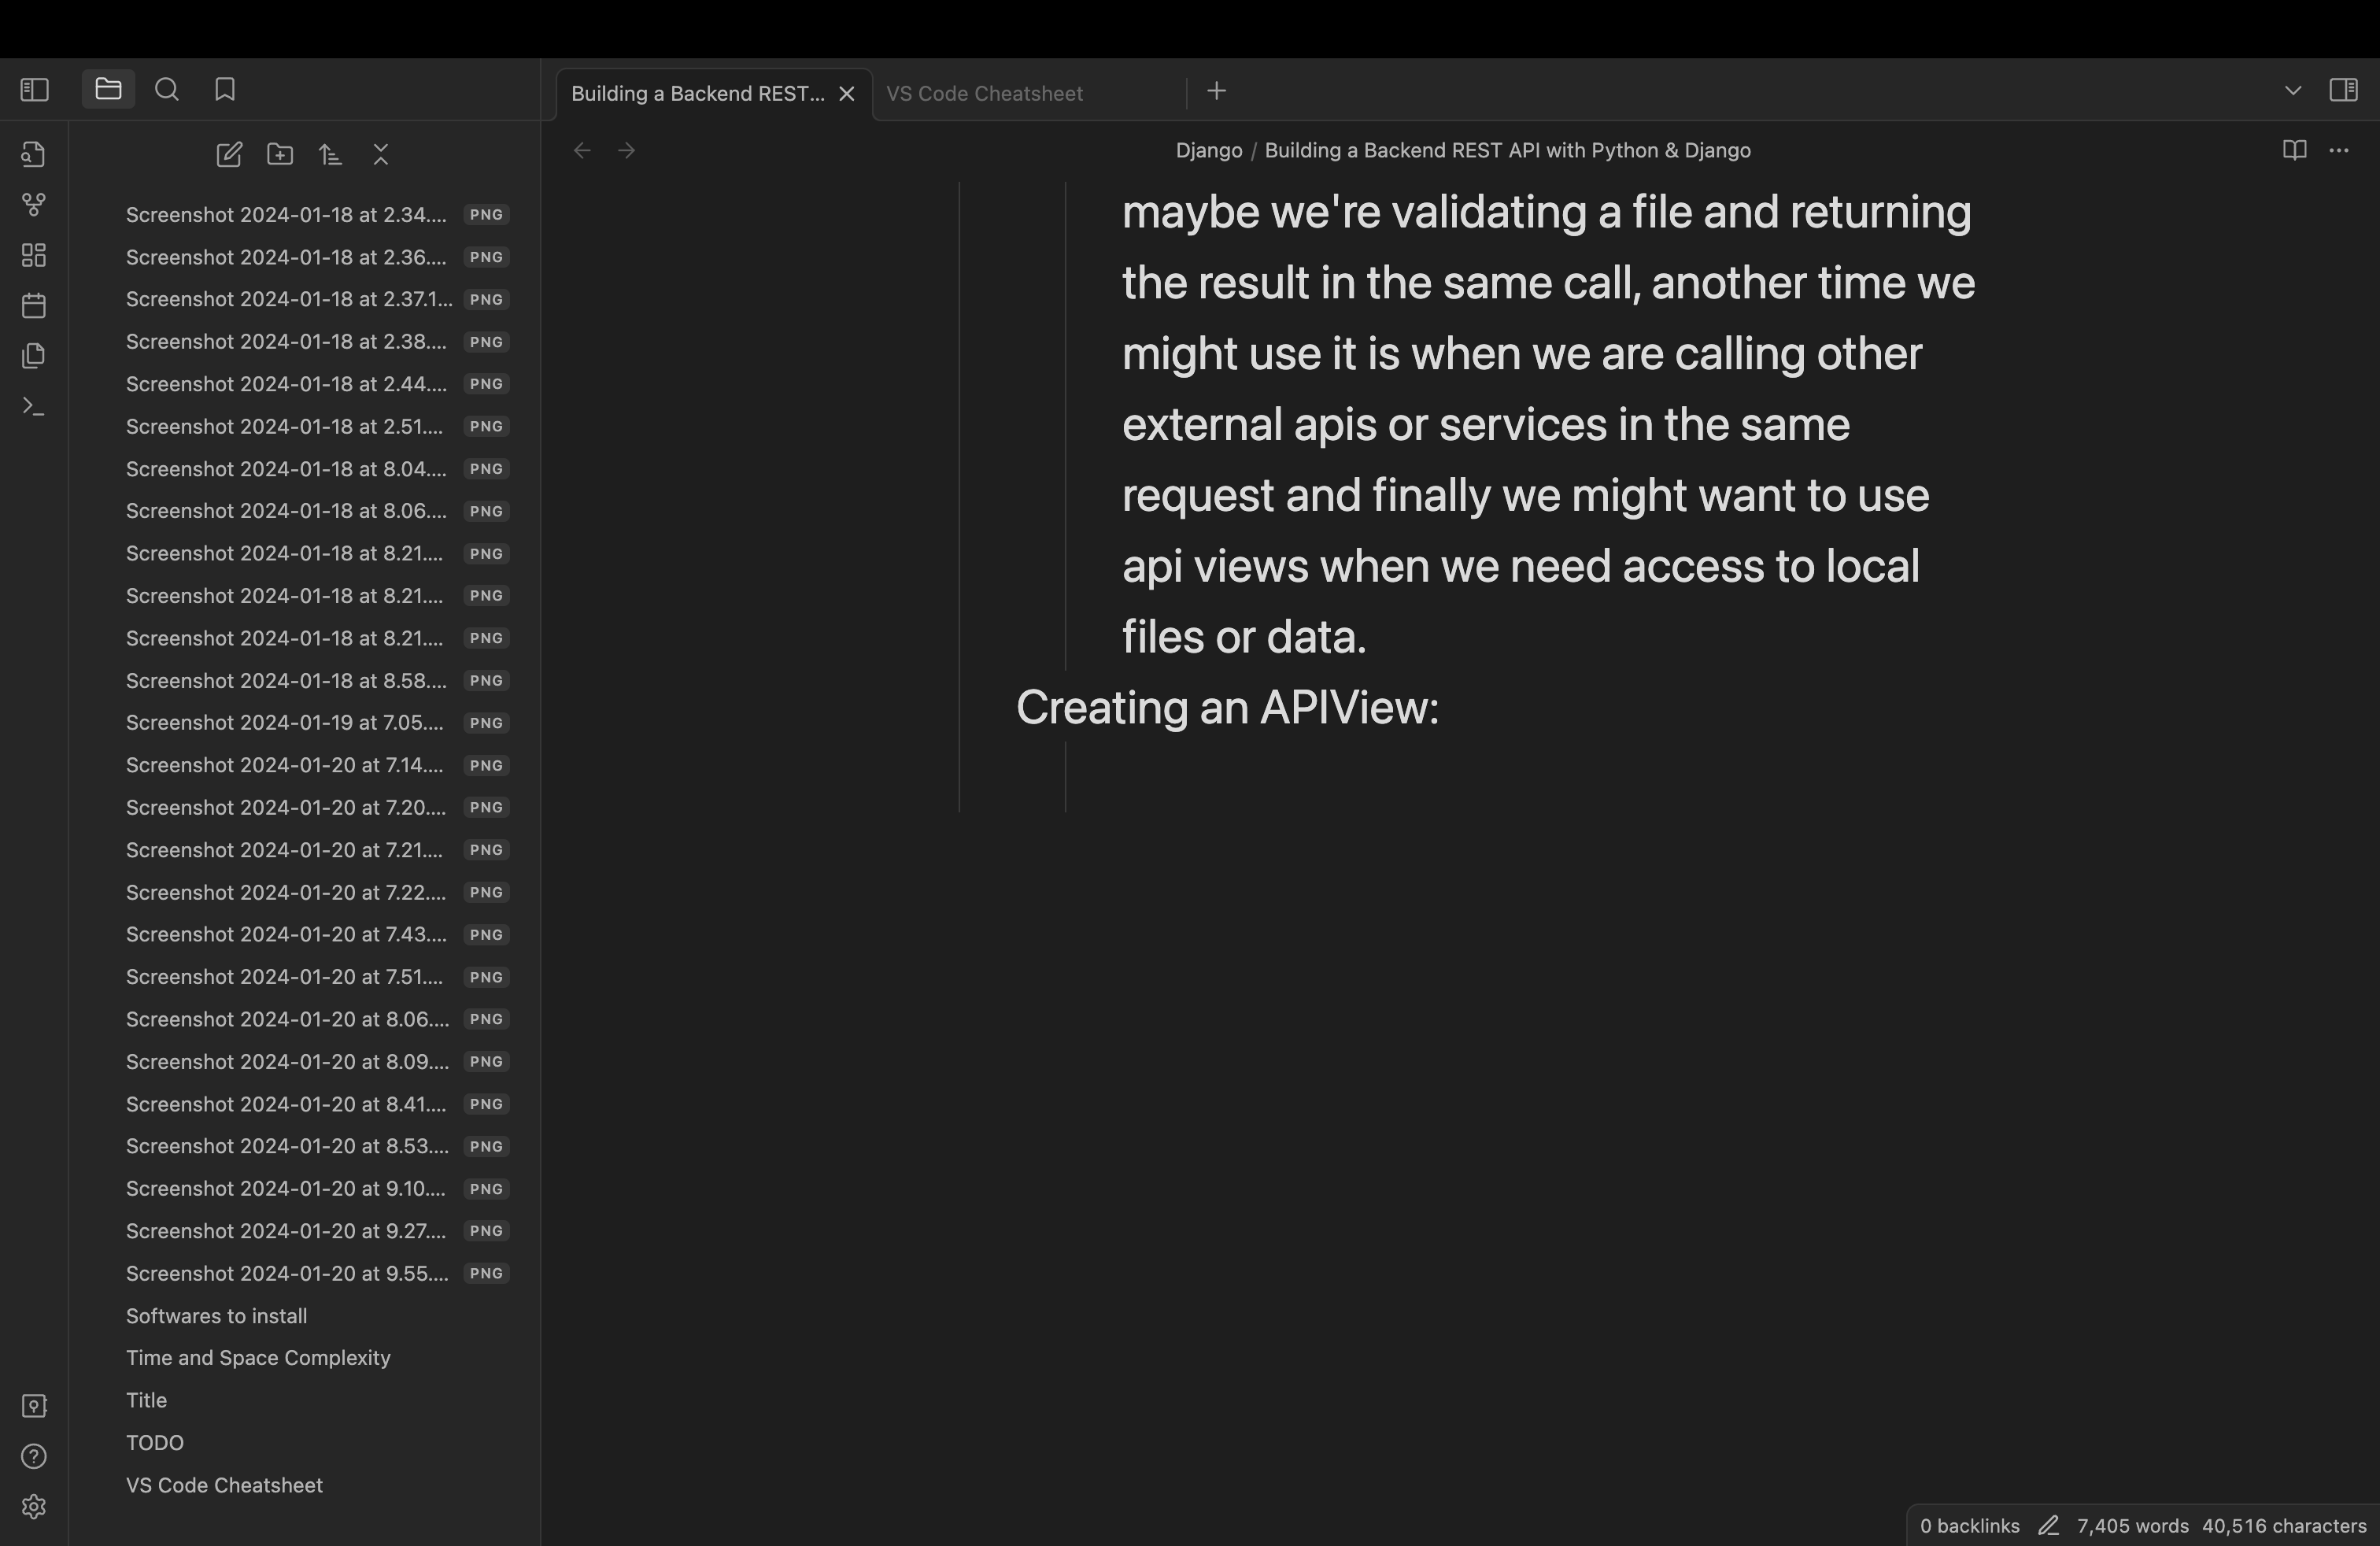 Building a Backend REST...
VS Code Cheatsheet
Django / Building a Backend REST API with Python & Django
Screenshot 2024-01-18 at 2.34.... PNG
Screenshot 2024-01-18 at 2.36.... PNG
Screenshot 2024-01-18 at 2.37.1... PNG
Screenshot 2024-01-18 at 2.38.... PNG
Screenshot 2024-01-18 at 2.44.... PNG
Screenshot 2024-01-18 at 2.51.... PNG
Screenshot 2024-01-18 at 8.04.... PNG
Screenshot 2024-01-18 at 8.06.... PNG
Screenshot 2024-01-18 at 8.21.... PNG
Screenshot 2024-01-18 at 8.21.... PNG
Screenshot 2024-01-18 at 8.21.... PNG
Screenshot 2024-01-18 at 8.58.... PNG
Screenshot 2024-01-19 at 7.05.... PNG
Screenshot 2024-01-20 at 7.14.... PNG
Screenshot 2024-01-20 at 7.20.... PNG
Screenshot 2024-01-20 at 7.21.... PNG
Screenshot 2024-01-20 at 7.22.... PNG
Screenshot 2024-01-20 at 7.43.... PNG
Screenshot 2024-01-20 at 7.51.... PNG
Screenshot 2024-01-20 at 8.06.... PNG
Screenshot 2024-01-20 at 8.09.... PNG
Screenshot 2024-01-20 at 8.41.... PNG
Screenshot 2024-01-20 at 8.53.... PNG
Screenshot 2024-01-20 at 9.10.... PNG
Screenshot 2024-01-20 at 9.27.... PNG
Screenshot 2024-01-20 at 9.55.... PNG
Softwares to install
Time and Space Complexity
Title
TODO
VS Code Cheatsheet
maybe we're validating a file and returning
the result in the same call, another time we
might use it is when we are calling other
external apis or services in the same
request and finally we might want to use
api views when we need access to local
files or data.
Creating an APIView:
0 backlinks 7,405 words 40,516 characters